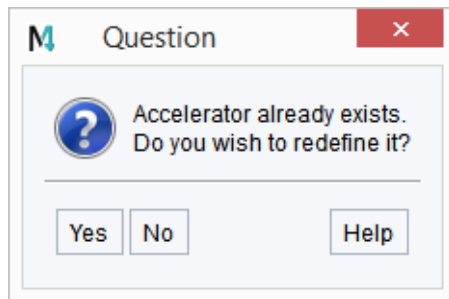 Question
Accelerator already exists.
Do you wish to redefine it?
Yes No Help